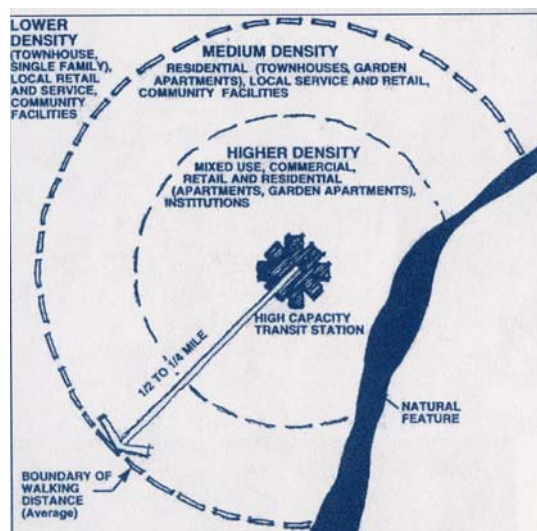 LOWER
DENSITY
(TOWNHOUSE,
SINGLE FAMILY),
LOCAL RETAIL
AND SERVICE,
COMMUNITY
FACILITIES
MEDIUM DENSITY
RESIDENTIAL (TOWNHOUSES, GARDEN
APARTMENTS), LOCAL SERVICE AND RETAIL,
COMMUNITY FACILITIES
HIGHER DENSITY
MIXED USE, COMMERCIAL,
RETAIL AND RESIDENTIAL
(APARTMENTS, GARDEN APARTMENTS),
INSTITUTIONS
HIGH CAPACITY
TRANSIT STATION
1/2 TO 1/4 MILE
NATURAL
FEATURE
BOUNDARY OF
WALKING
DISTANCE
(Average)